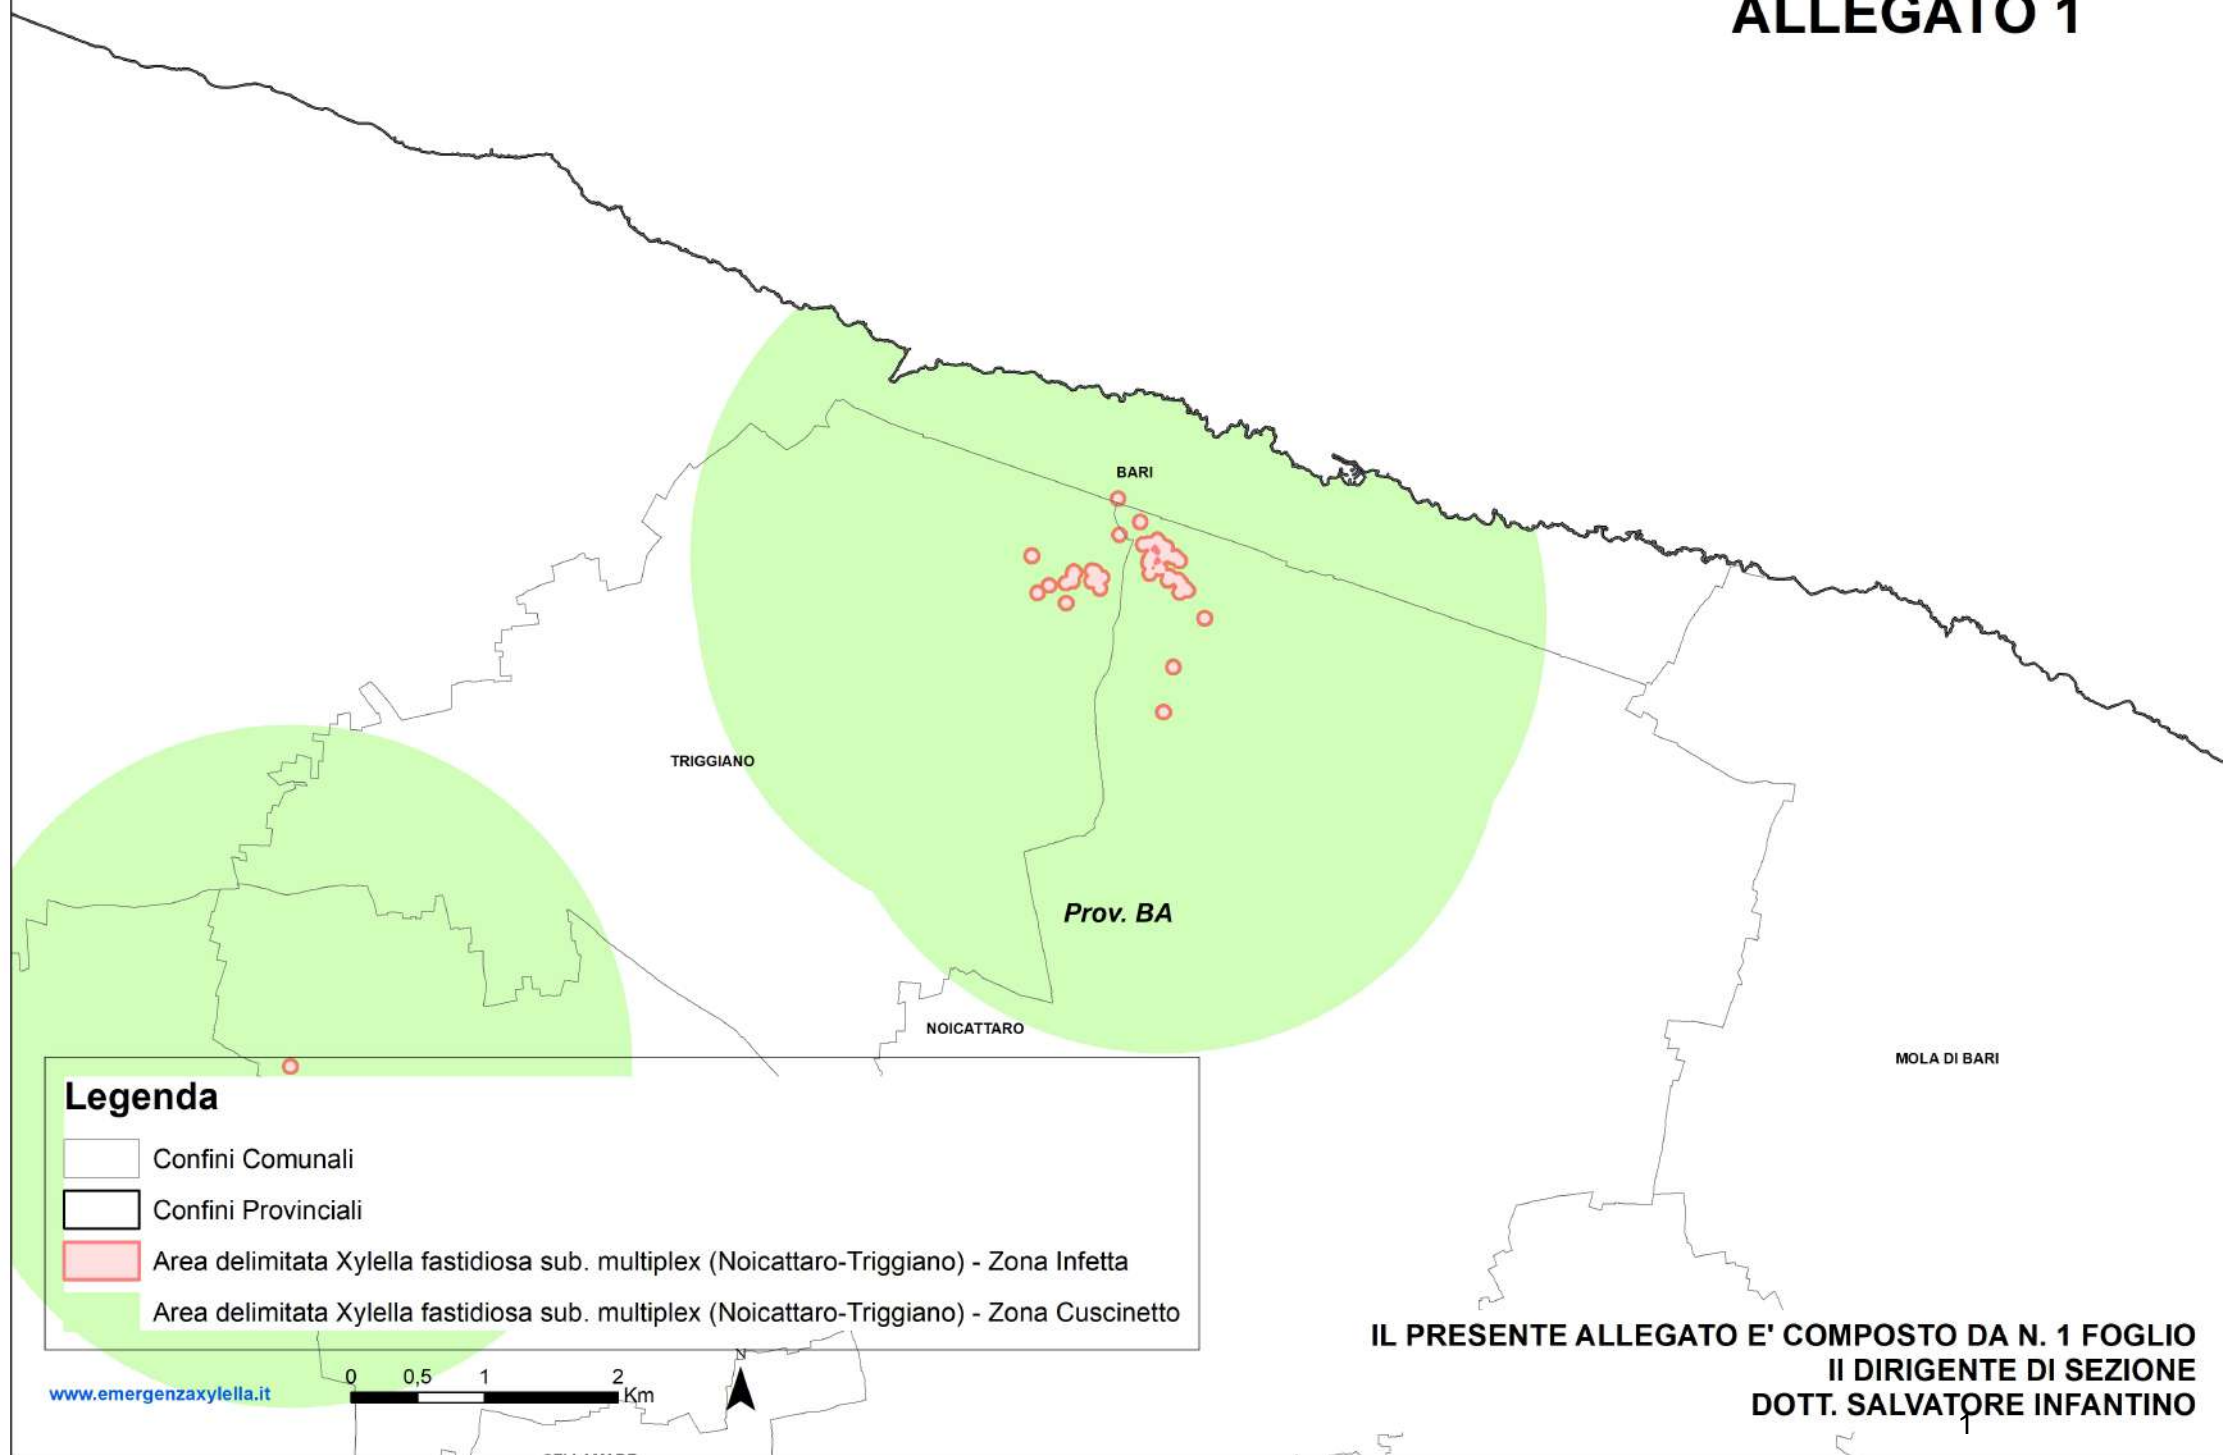 ALLEGATO 1
BARI
TRIGGIANO
Prov. BA
NOICATTARO
MOLA DI BARI
Legenda
Confini Comunali
Confini Provinciali
Area delimitata Xylella fastidiosa sub. multiplex (Noicattaro-Triggiano) - Zona Infetta
Area delimitata Xylella fastidiosa sub. multiplex (Noicattaro-Triggiano) - Zona Cuscinetto
IL PRESENTE ALLEGATO E' COMPOSTO DA N. 1 FOGLIO
II DIRIGENTE DI SEZIONE
DOTT. SALVATORE INFANTINO
www.emergenzaxylella.it
0 0,5 1 2
Km
N
1